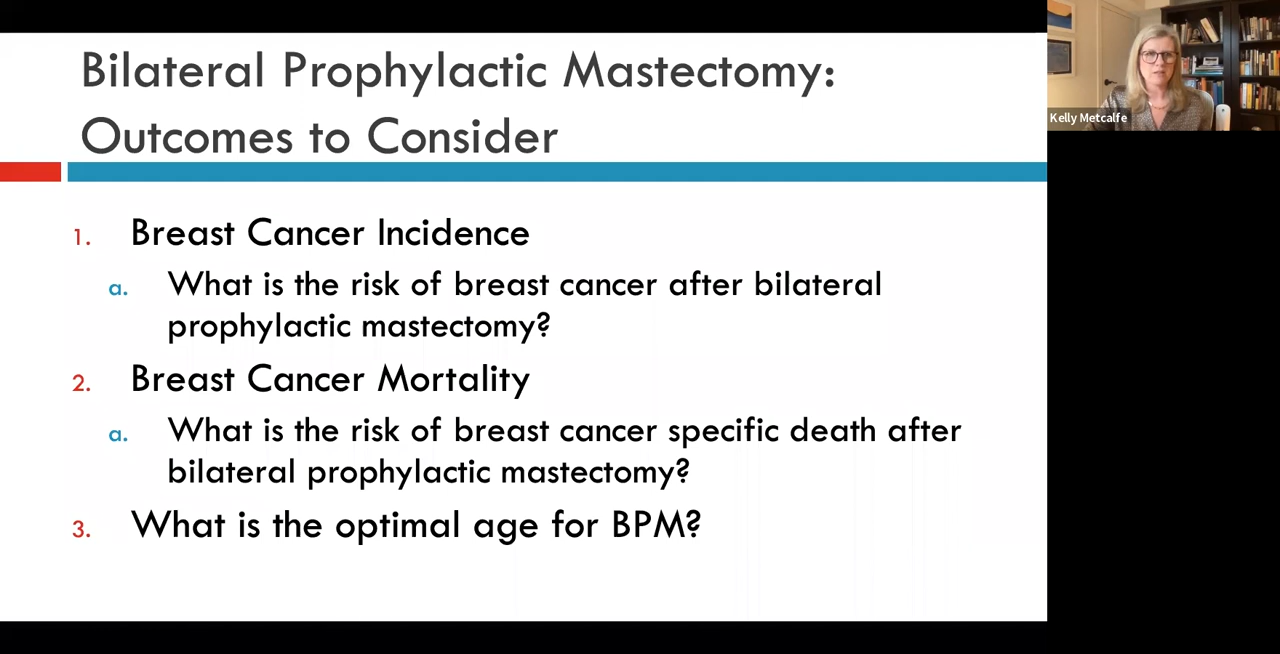 Bilateral Prophylactic Mastectomy:
Outcomes to Consider
Kelly Metcalfe
1. Breast Cancer Incidence
a. What is the risk of breast cancer after bilateral
prophylactic mastectomy?
2. Breast Cancer Mortality
a. What is the risk of breast cancer specific death after
bilateral prophylactic mastectomy?
3. What is the optimal age for BPM?